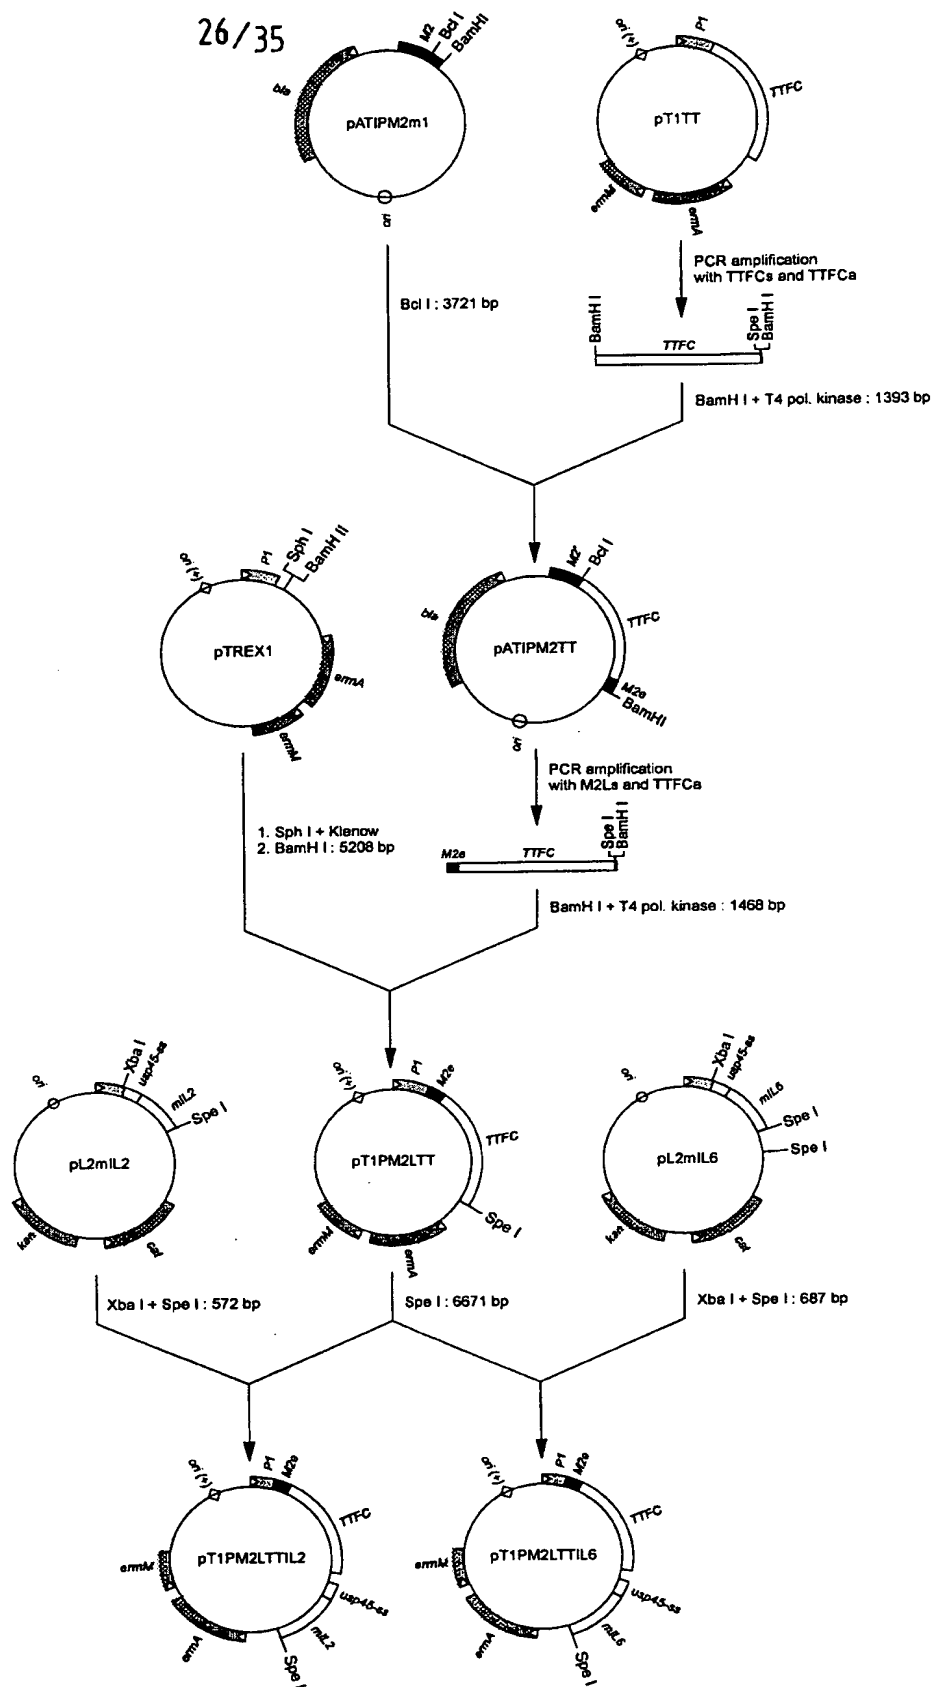 26/35
M2
Bcl I
BamHI
bla
pATIPM2m1
ori
ori (+)
P1
TTFC
pT1TT
ermM
ermA
PCR amplification
with TTFCs and TTFCa
Bcl I : 3721 bp
BamH I
TTFC
Spe I
BamH I
BamH I + T4 pol. kinase : 1393 bp
ori (+)
P1
Sph I
BamH II
pTREX1
ermA
ermM
bla
M2'
Bcl I
TTFC
pATIPM2TT
M2e
BamHI
ori
PCR amplification
with M2Ls and TTFCa
1. Sph I + Klenow
2. BamH I : 5208 bp
M2e
TTFC
Spe I
BamH I
BamH I + T4 pol. kinase : 1468 bp
ori
Xba I
usp45-ss
mIL2
Spe I
pL2mIL2
kan
cat
ori (+)
P1
M2e
TTFC
pT1PM2LTT
Spe I
ermM
ermA
ori
Xba I
usp45-ss
mIL6
Spe I
Spe I
pL2mIL6
kan
cat
Xba I + Spe I : 572 bp
Spe I : 6671 bp
Xba I + Spe I : 687 bp
ori (+)
P1
M2e
TTFC
pT1PM2LTTIL2
ermM
ermA
usp45-ss
mIL2
Spe I
ori (+)
P1
M2e
TTFC
pT1PM2LTTIL6
ermM
ermA
usp45-ss
mIL6
Spe I